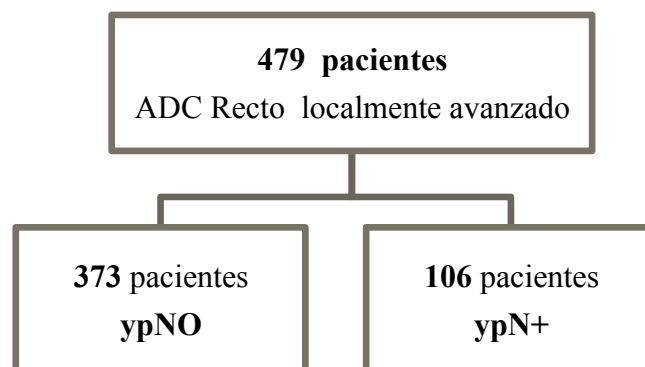 479 pacientes
ADC Recto localmente avanzado
373 pacientes
ypNO
106 pacientes
ypN+